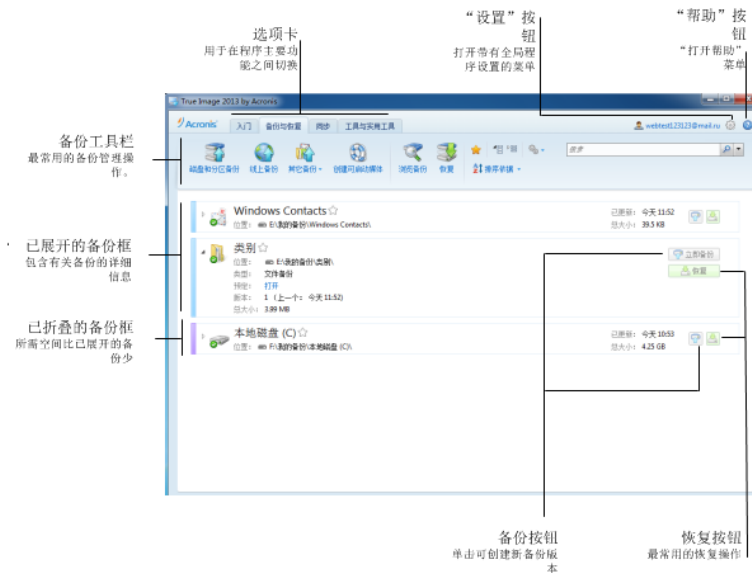 选项卡
用于在程序主要功
能之间切换
“设置”按
钮
打开带有全局程
序设置的菜单
“帮助”按
钮
“打开帮助”
菜单
True Image 2013 by Acronis
Acronis 入门 备份与恢复 同步 工具与实用工具 webtest123123@mail.ru
备份工具栏
最常用的备份管理操
作。
磁盘和分区备份 线上备份 其它备份 创建可启动媒体 浏览备份 恢复 排序依据
搜索
Windows Contacts
位置: E:\我的备份\Windows Contacts\
已更新: 今天 11:52
总大小: 39.5 KB
已展开的备份框
包含有关备份的详细
信息
类别
位置: E:\我的备份\类别\
类型: 文件备份
预定: 打开
版本: 1 (上一个: 今天 11:52)
总大小: 3.99 MB
立即备份
恢复
已折叠的备份框
所需空间比已展开的备
份少
本地磁盘 (C)
位置: F:\我的备份\本地磁盘 (C)\
已更新: 今天 10:53
总大小: 4.25 GB
备份按钮
单击可创建新备份版
本
恢复按钮
最常用的恢复操作